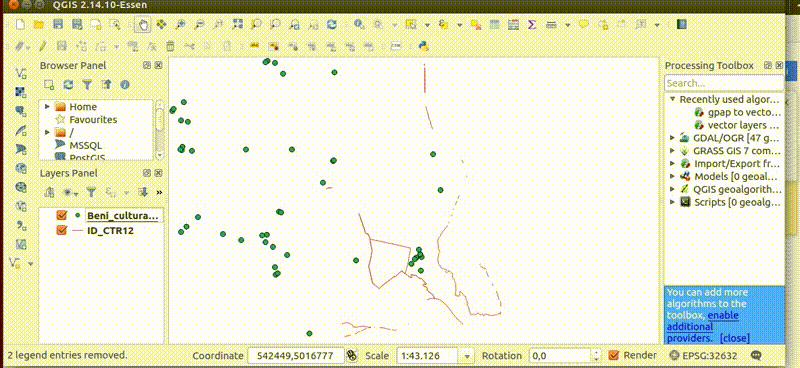 QGIS 2.14.10-Essen
Browser Panel
Home
Favourites
/
MSSQL
PostGIS
Layers Panel
»
Beni_cultura...
ID_CTR12
Processing Toolbox
Search...
Recently used algor...
gpap to vecto...
vector layers ...
GDAL/OGR [47 g...
GRASS GIS 7 com...
Import/Export fr...
Models [0 geoal...
QGIS geoalgorith...
Scripts [0 geoalg...
You can add more
algorithms to the
toolbox, enable
additional
providers. [close]
2 legend entries removed. Coordinate 542449,5016777 Scale 1:43.126 Rotation 0,0 Render EPSG:32632